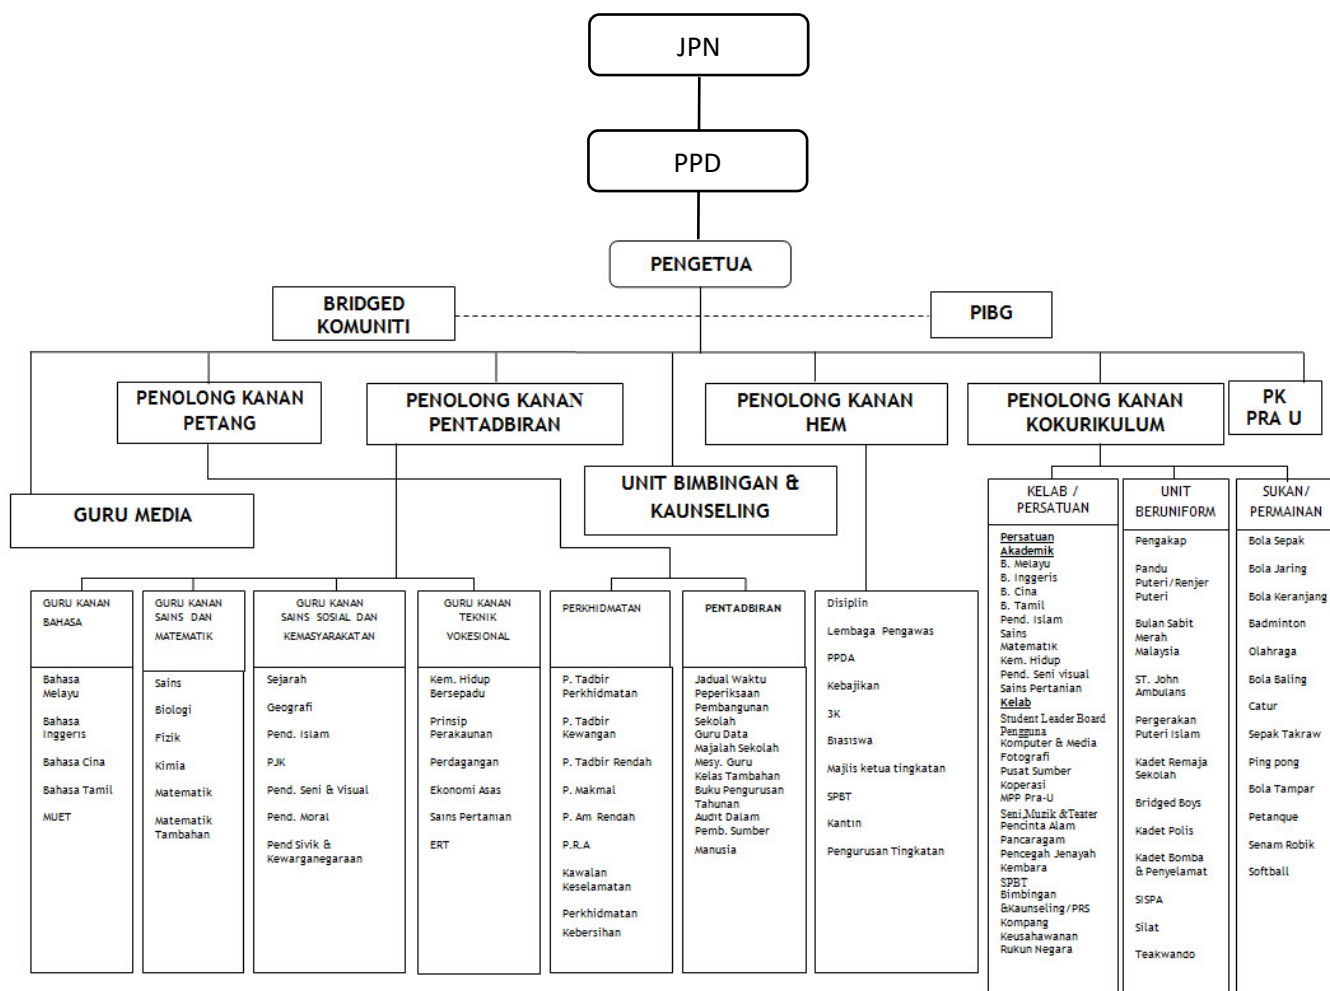 JPN
PPD
PENGETUA
BRIDGED
KOMUNITI
PIBG
PENOLONG KANAN
PETANG
PENOLONG KANAN
PENTADBIRAN
PENOLONG KANAN
HEM
PENOLONG KANAN
KOKURIKULUM
PK
PRA U
GURU MEDIA
UNIT BIMBINGAN &
KAUNSELING
GURU KANAN
BAHASA
Bahasa
Melayu
Bahasa
Inggeris
Bahasa Cina
Bahasa Tamil
MUET
GURU KANAN
SAINS DAN
MATEMATIK
Sains
Biologi
Fizik
Kimia
Matematik
Matematik
Tambahan
GURU KANAN
SAINS SOSIAL DAN
KEMASYARAKATAN
Sejarah
Geografi
Pend. Islam
PJK
Pend. Seni & Visual
Pend. Moral
Pend Sivik &
Kewarganegaraan
GURU KANAN
TEKNIK
VOKESIONAL
Kem. Hidup
Bersepadu
Prinsip
Perakaunan
Perdagangan
Ekonomi Asas
Sains Pertanian
ERT
PERKHIDMATAN
P. Tadbir
Perkhidmatan
P. Tadbir
Kewangan
P. Tadbir Rendah
P. Makmal
P. Am Rendah
P.R.A
Kawalan
Keselamatan
Perkhidmatan
Kebersihan
PENTADBIRAN
Jadual Waktu
Peperiksaan
Pembangunan
Sekolah
Guru Data
Majalah Sekolah
Mesy. Guru
Kelas Tambahan
Buku Pengurusan
Tahunan
Audit Dalam
Pemb. Sumber
Manusia
Disiplin
Lembaga Pengawas
PPDA
Kebajikan
3K
Biasiswa
Majlis ketua tingkatan
SPBT
Kantin
Pengurusan Tingkatan
KELAB /
PERSATUAN
Persatuan
Akademik
B. Melayu
B. Inggeris
B. Cina
B. Tamil
Pend. Islam
Sains
Matematik
Kem. Hidup
Pend. Seni visual
Sains Pertanian
Kelab
Student Leader Board
Pengguna
Komputer & Media
Fotografi
Pusat Sumber
Koperasi
MPP Pra-U
Seni,Muzik &Teater
Pencinta Alam
Pancaragam
Pencegah Jenayah
Kembara
SPBT
Bimbingan
&Kaunseling/PRS
Kompang
Keusahawanan
Rukun Negara
UNIT
BERUNIFORM
Pengakap
Pandu
Puteri/Renjer
Puteri
Bulan Sabit
Merah
Malaysia
ST. John
Ambulans
Pergerakan
Puteri Islam
Kadet Remaja
Sekolah
Bridged Boys
Kadet Polis
Kadet Bomba
& Penyelamat
SISPA
Silat
Teakwando
SUKAN/
PERMAINAN
Bola Sepak
Bola Jaring
Bola Keranjang
Badminton
Olahraga
Bola Baling
Catur
Sepak Takraw
Ping pong
Bola Tampar
Petanque
Senam Robik
Softball